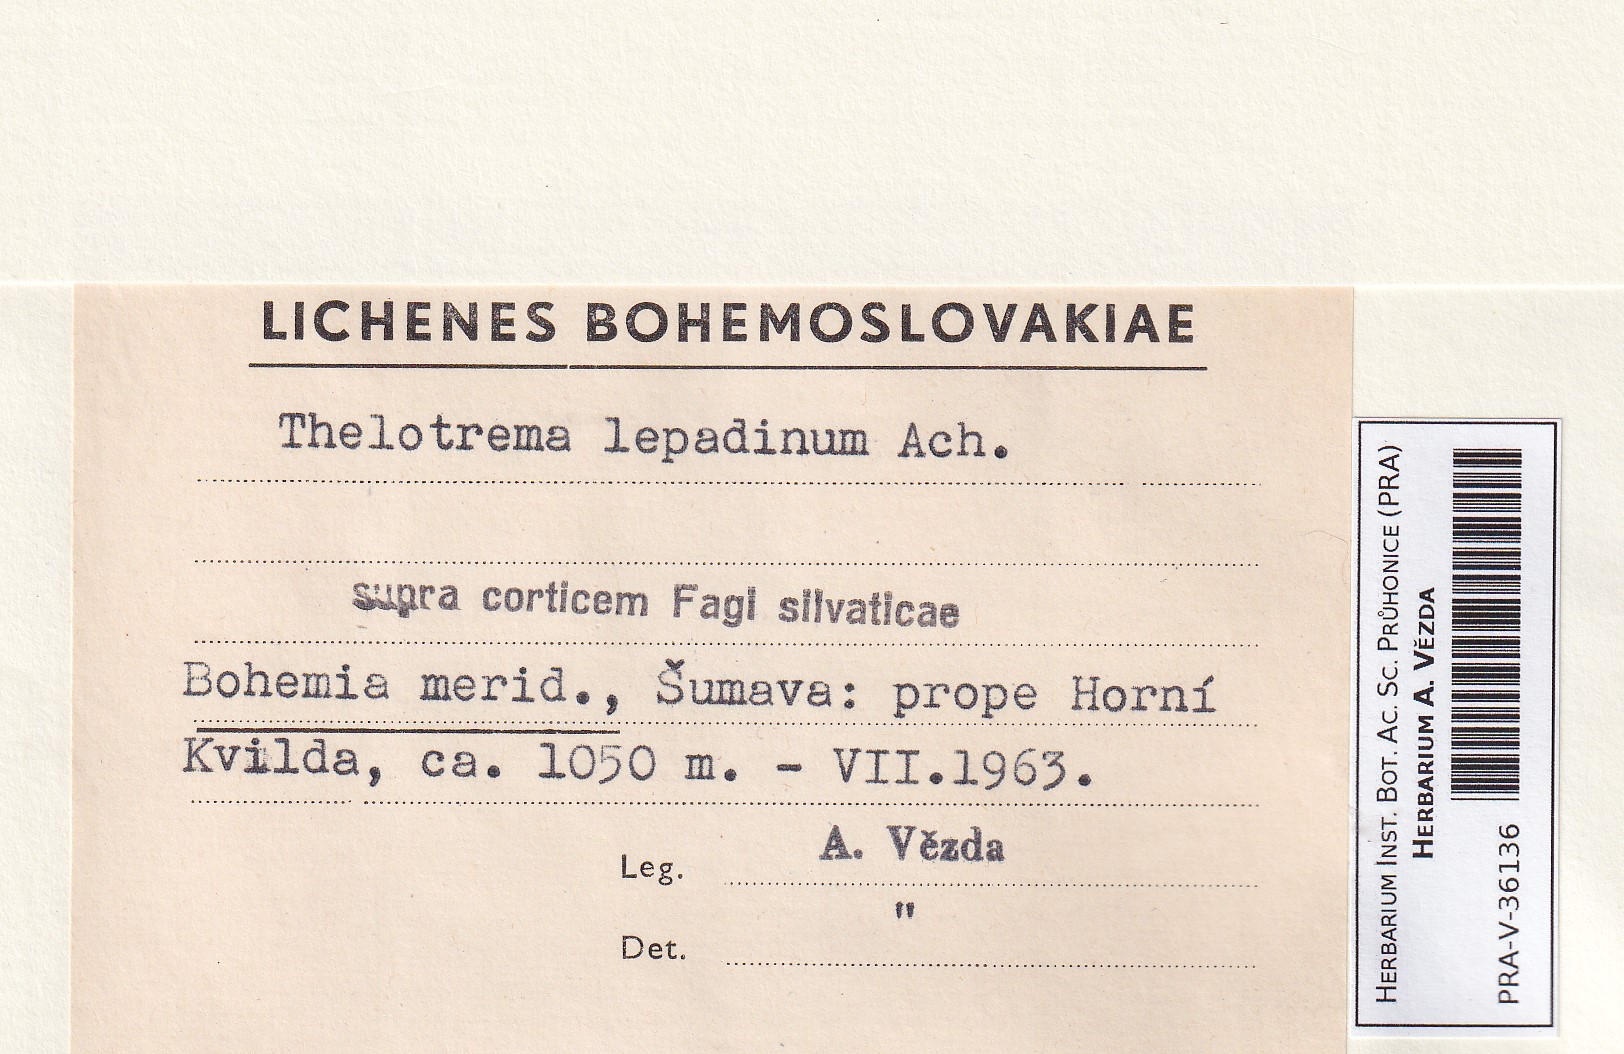 LICHENES BOHEMOSLOVAKIAE
Thelotrema lepadinum Ach.
supra corticem Fagi silvaticae
Bohemia merid., Šumava: prope Horní
Kvilda, ca. 1050 m. - VII.1963.
Leg. A. Vězda
Det. "
HERBARIUM INST. BOT. AC. SC. PRŮHONICE (PRA)
HERBARIUM A. VĚZDA
PRA-V-36136